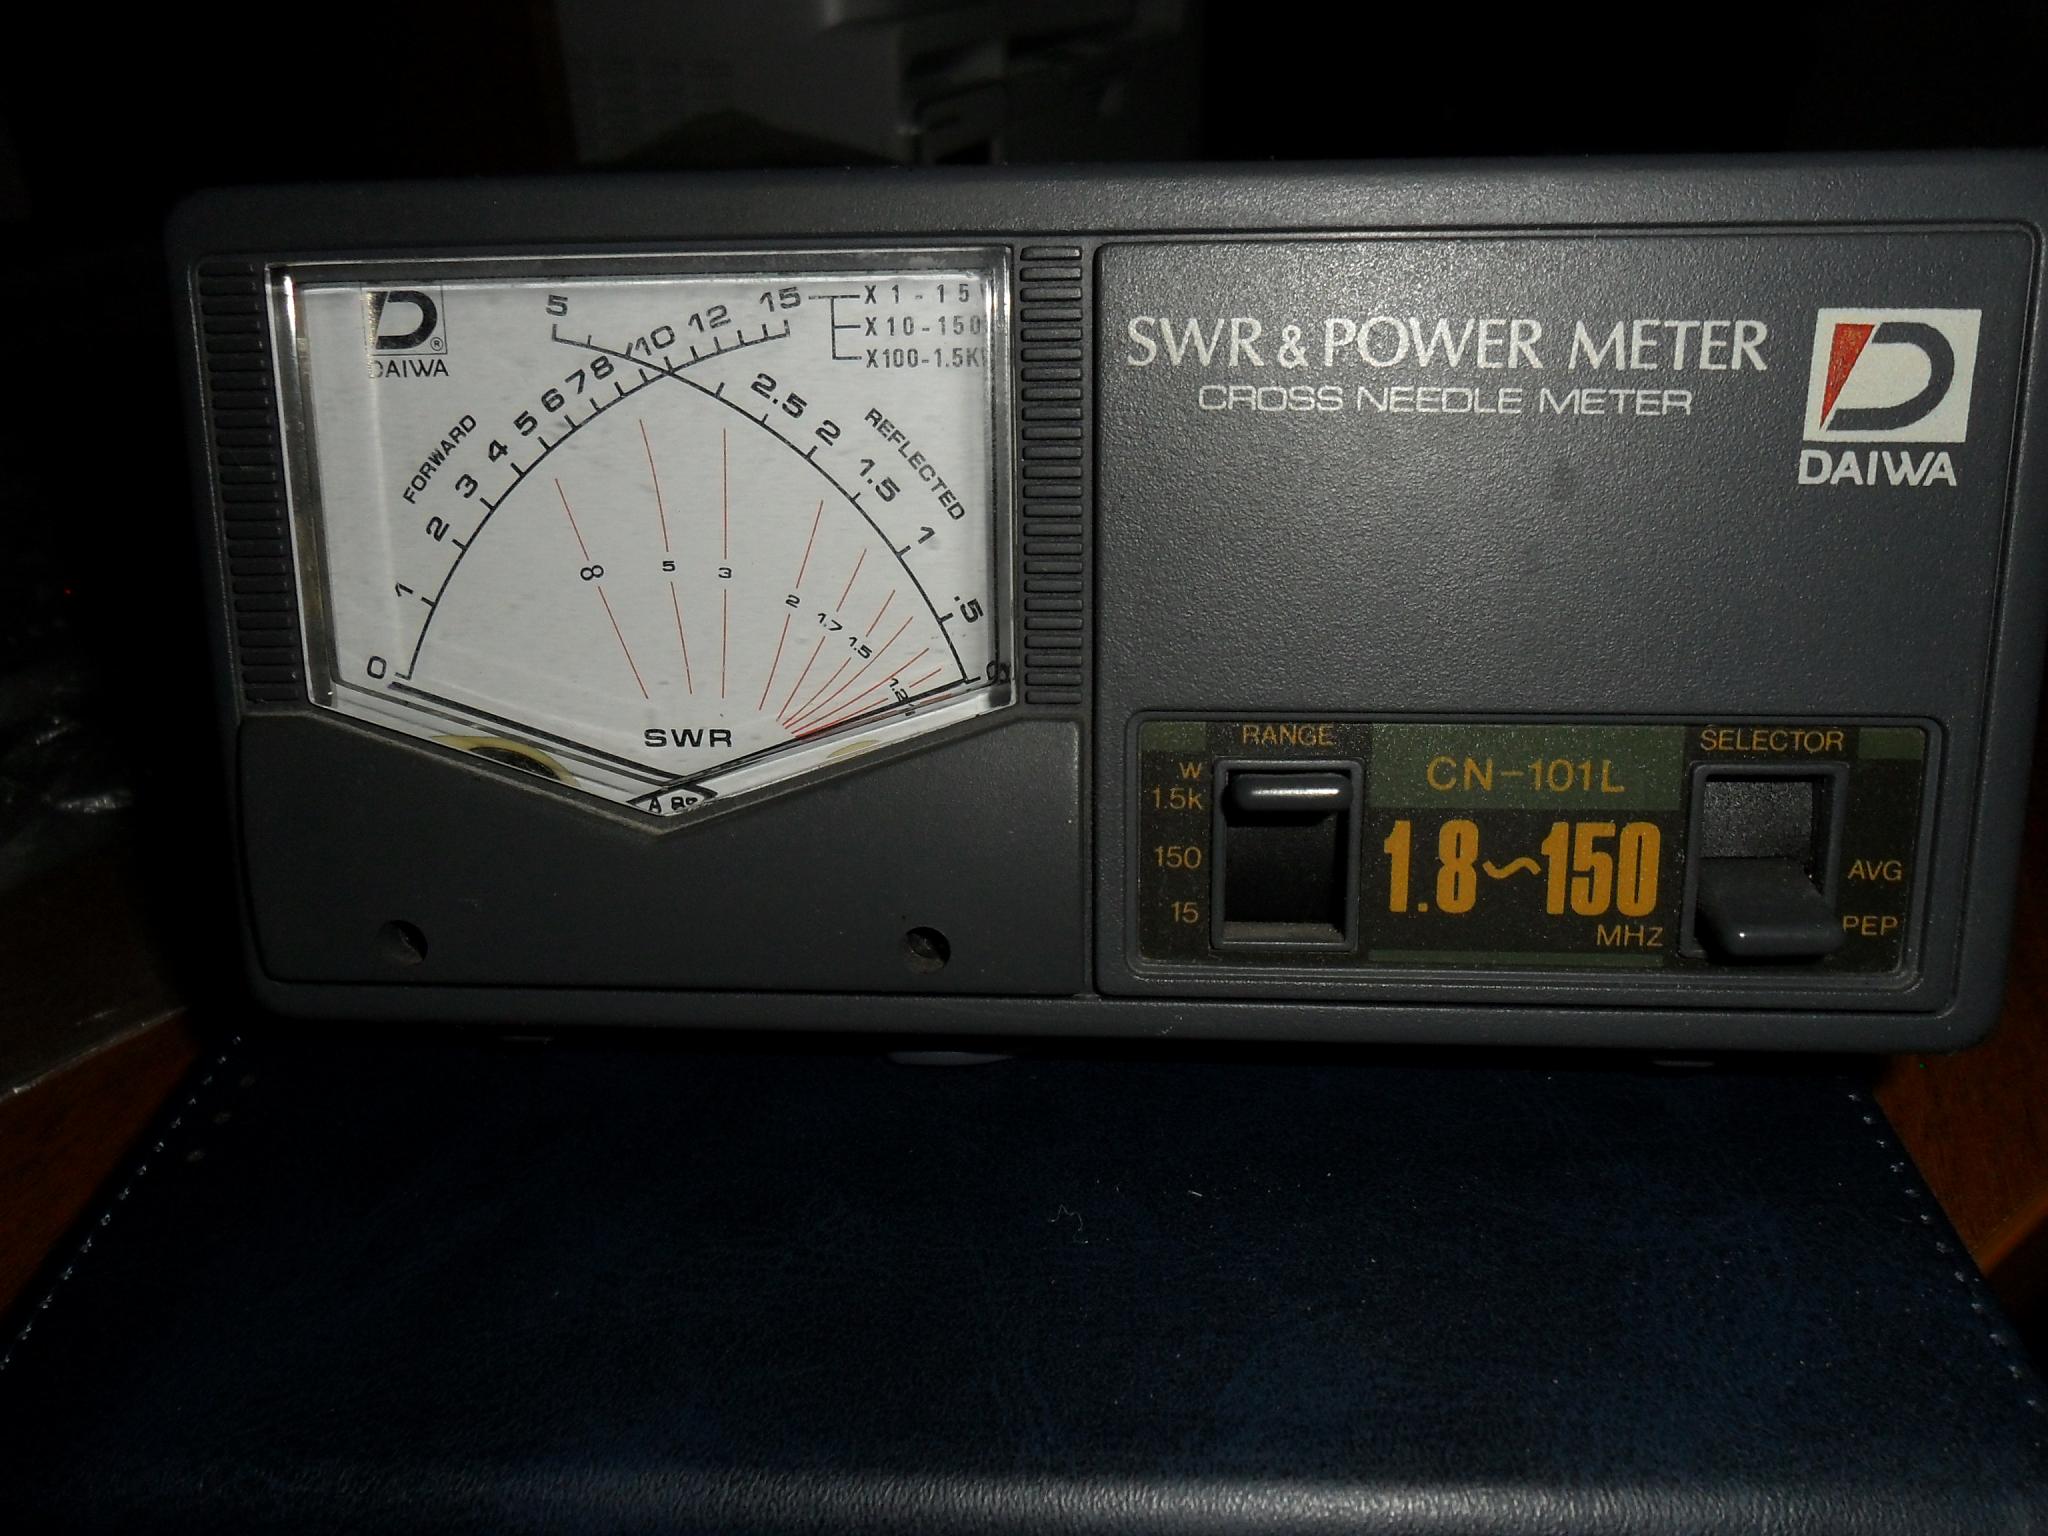 D®
DAIWA
5
10
12
15
X 1 - 15
X10-150
X100-1.5K
FORWARD
0
1
2
3
4
5
6
7
8
REFLECTED
2.5
2
1.5
1
.5
0
∞
5
3
2
1.7
1.5
1.2
SWR
SWR & POWER METER
CROSS NEEDLE METER
D
DAIWA
RANGE
W
1.5k
150
15
CN-101L
1.8~150
MHz
SELECTOR
AVG
PEP